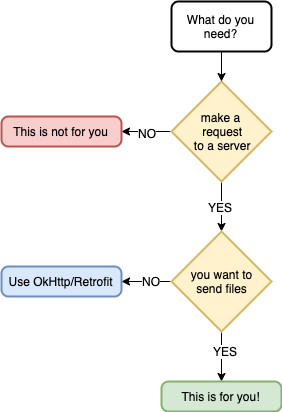 What do you
need?
make a
request
to a server
NO
This is not for you
YES
you want to
send files
NO
Use OkHttp/Retrofit
YES
This is for you!